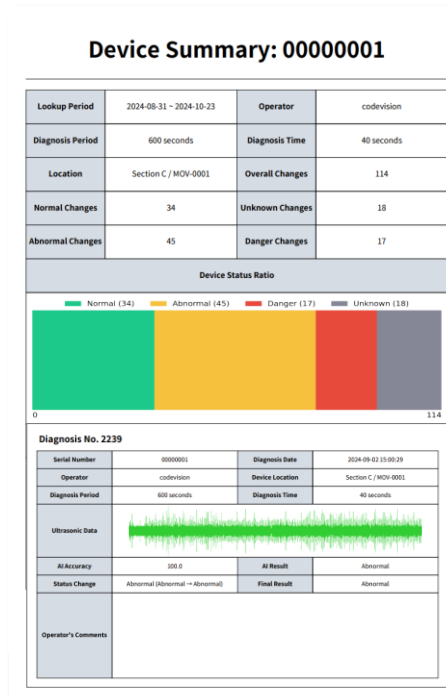 Device Summary: 00000001
Lookup Period 2024-08-31 ~ 2024-10-23 Operator codevision
Diagnosis Period 600 seconds Diagnosis Time 40 seconds
Location Section C / MOV-0001 Overall Changes 114
Normal Changes 34 Unknown Changes 18
Abnormal Changes 45 Danger Changes 17
Device Status Ratio
Normal (34) Abnormal (45) Danger (17) Unknown (18)
0 114
Diagnosis No. 2239
Serial Number 00000001 Diagnosis Date 2024-09-02 15:00:29
Operator codevision Device Location Section C / MOV-0001
Diagnosis Period 600 seconds Diagnosis Time 40 seconds
Ultrasonic Data
AI Accuracy 100.0 AI Result Abnormal
Status Change Abnormal (Abnormal → Abnormal) Final Result Abnormal
Operator's Comments